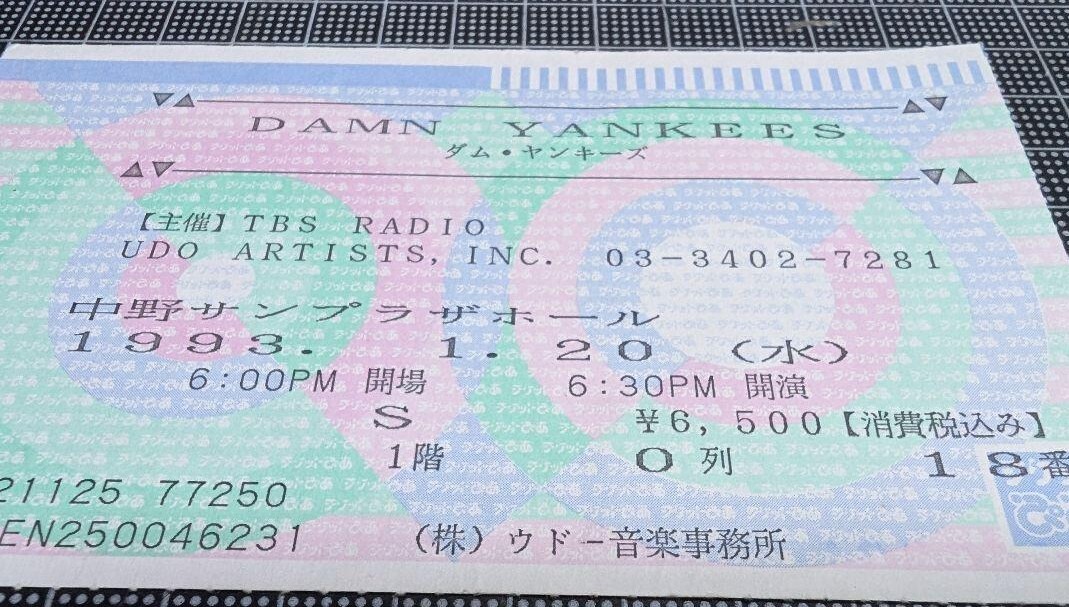 DAMN YANKEES
ダム・ヤンキーズ
【主催】TBS RADIO
UDO ARTISTS, INC. 03-3402-7281
中野サンプラザホール
1993. 1. 20 (水)
6:00PM 開場 6:30PM 開演
S ¥6,500【消費税込み】
1階 O列 18番
21125 77250
EN250046231 (株)ウドー音楽事務所